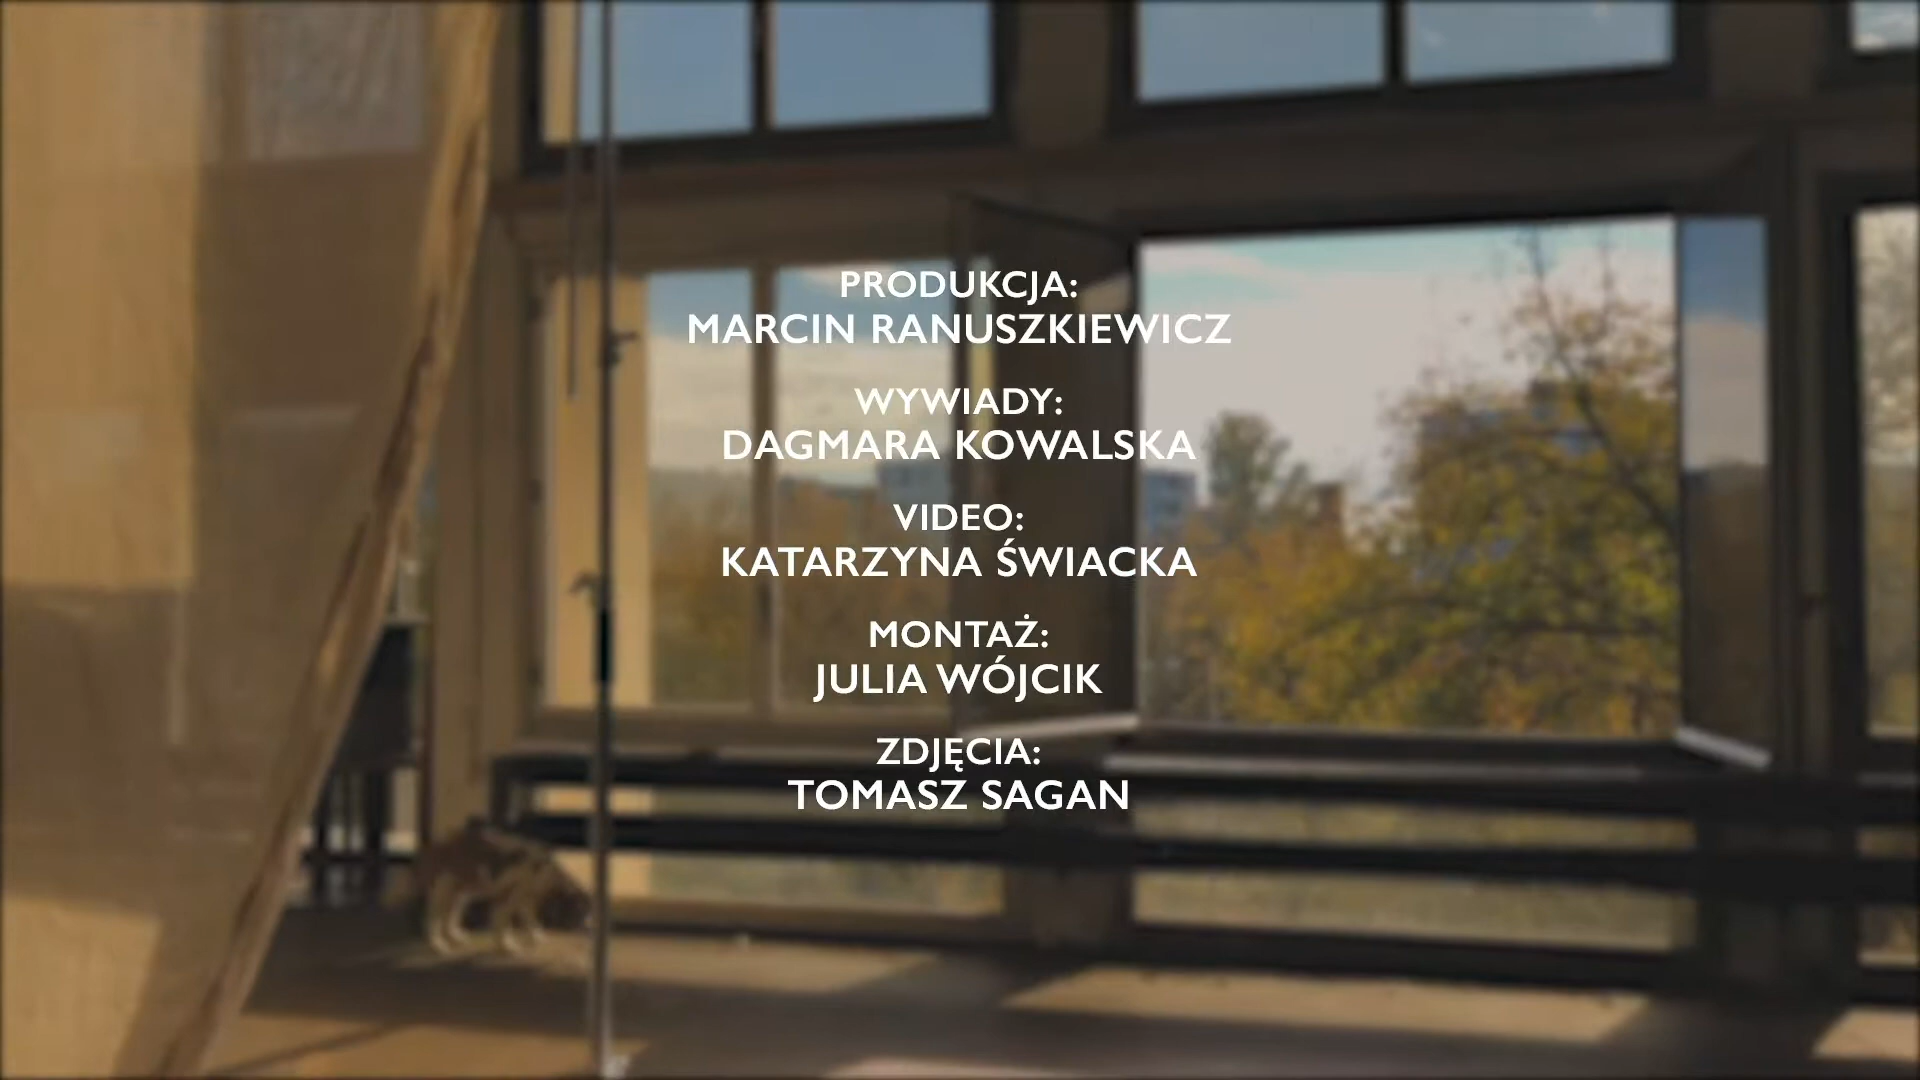 PRODUKCJA:
MARCIN RANUSZKIEWICZ
WYWIADY:
DAGMARA KOWALSKA
VIDEO:
KATARZYNA ŚWIACKA
MONTAŻ:
JULIA WÓJCIK
ZDJĘCIA:
TOMASZ SAGAN